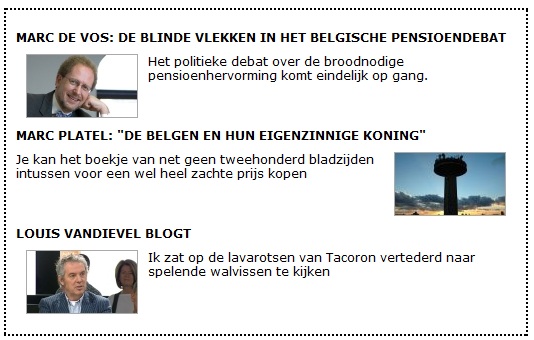 MARC DE VOS: DE BLINDE VLEKKEN IN HET BELGISCHE PENSIOENDEBAT
Het politieke debat over de broodnodige
pensioenhervorming komt eindelijk op gang.
MARC PLATEL: "DE BELGEN EN HUN EIGENZINNIGE KONING"
Je kan het boekje van net geen tweehonderd bladzijden
intussen voor een wel heel zachte prijs kopen
LOUIS VANDIEVEL BLOGT
Ik zat op de lavarotsen van Tacoron vertederd naar
spelende walvissen te kijken